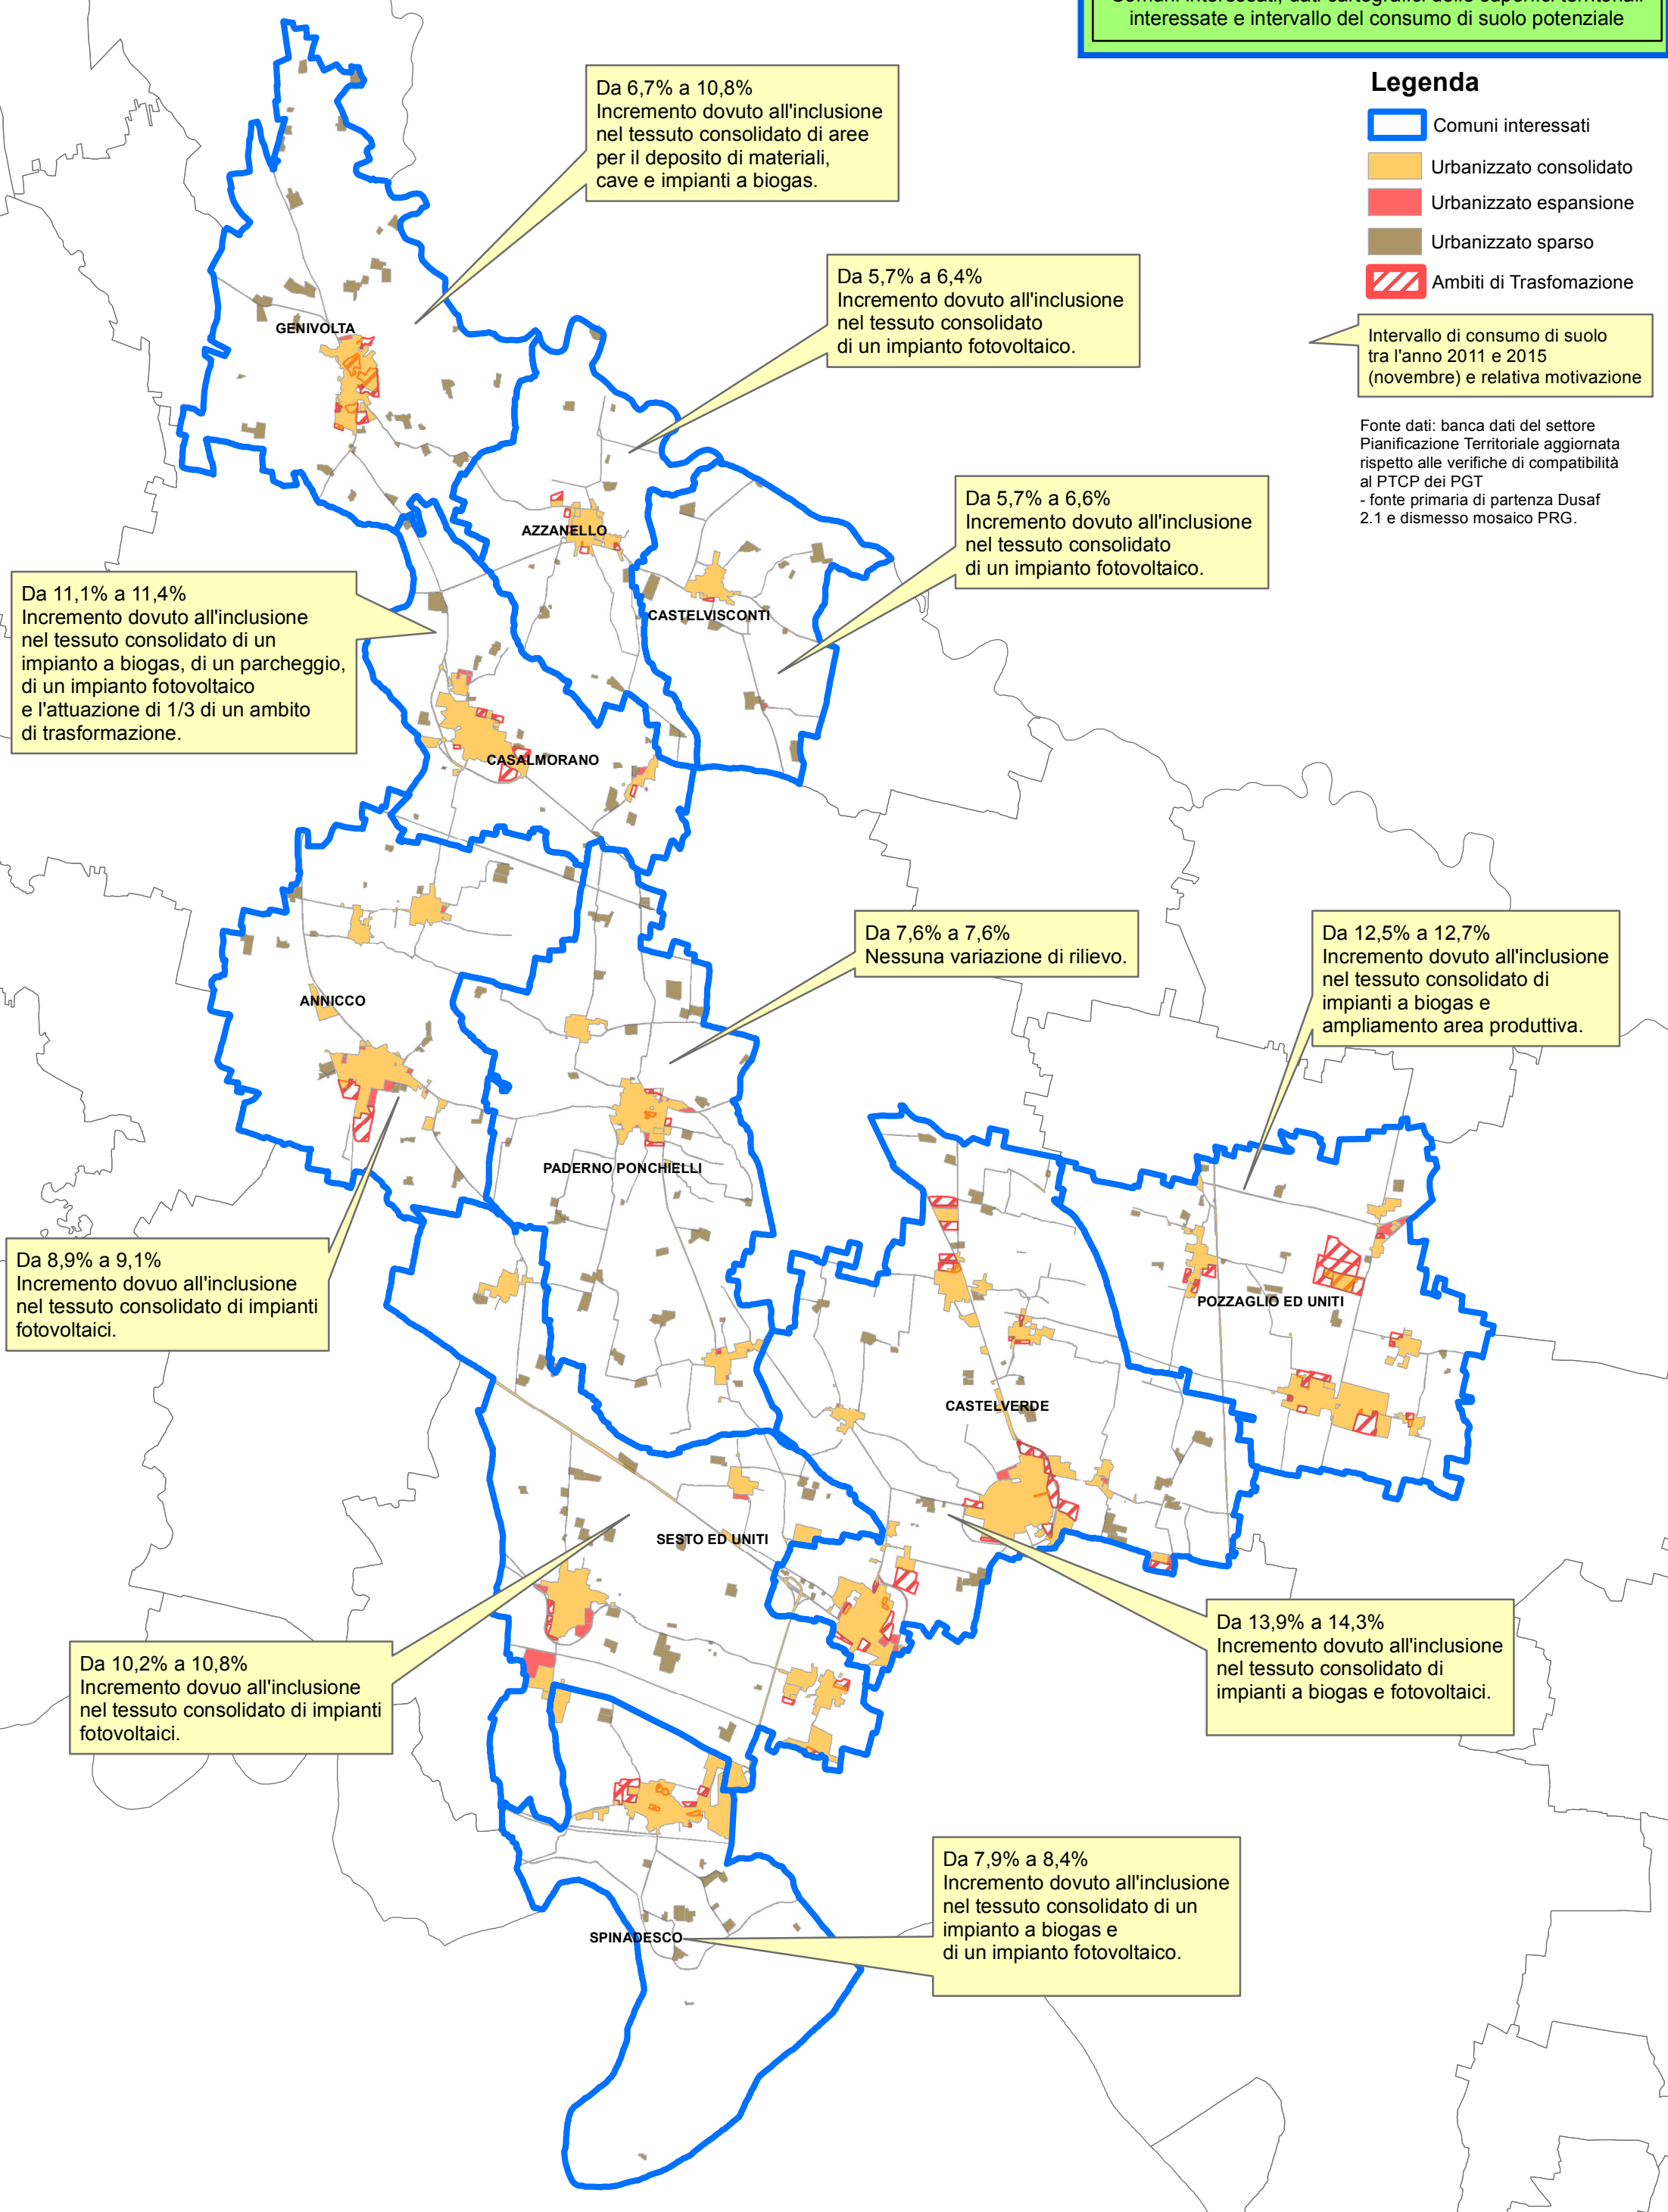 Comuni interessati, dati cartografici delle superfici territoriali
interessate e intervallo del consumo di suolo potenziale
Legenda
Comuni interessati
Urbanizzato consolidato
Urbanizzato espansione
Urbanizzato sparso
Ambiti di Trasfomazione
Intervallo di consumo di suolo
tra l'anno 2011 e 2015
(novembre) e relativa motivazione
Fonte dati: banca dati del settore
Pianificazione Territoriale aggiornata
rispetto alle verifiche di compatibilità
al PTCP dei PGT
- fonte primaria di partenza Dusaf
2.1 e dismesso mosaico PRG.
Da 6,7% a 10,8%
Incremento dovuto all'inclusione
nel tessuto consolidato di aree
per il deposito di materiali,
cave e impianti a biogas.
Da 5,7% a 6,4%
Incremento dovuto all'inclusione
nel tessuto consolidato
di un impianto fotovoltaico.
GENIVOLTA
Da 5,7% a 6,6%
Incremento dovuto all'inclusione
nel tessuto consolidato
di un impianto fotovoltaico.
AZZANELLO
CASTELVISCONTI
Da 11,1% a 11,4%
Incremento dovuto all'inclusione
nel tessuto consolidato di un
impianto a biogas, di un parcheggio,
di un impianto fotovoltaico
e l'attuazione di 1/3 di un ambito
di trasformazione.
CASALMORANO
Da 7,6% a 7,6%
Nessuna variazione di rilievo.
Da 12,5% a 12,7%
Incremento dovuto all'inclusione
nel tessuto consolidato di
impianti a biogas e
ampliamento area produttiva.
ANNICCO
PADERNO PONCHIELLI
Da 8,9% a 9,1%
Incremento dovuo all'inclusione
nel tessuto consolidato di impianti
fotovoltaici.
POZZAGLIO ED UNITI
CASTELVERDE
SESTO ED UNITI
Da 13,9% a 14,3%
Incremento dovuto all'inclusione
nel tessuto consolidato di
impianti a biogas e fotovoltaici.
Da 10,2% a 10,8%
Incremento dovuo all'inclusione
nel tessuto consolidato di impianti
fotovoltaici.
Da 7,9% a 8,4%
Incremento dovuto all'inclusione
nel tessuto consolidato di un
impianto a biogas e
di un impianto fotovoltaico.
SPINADESCO